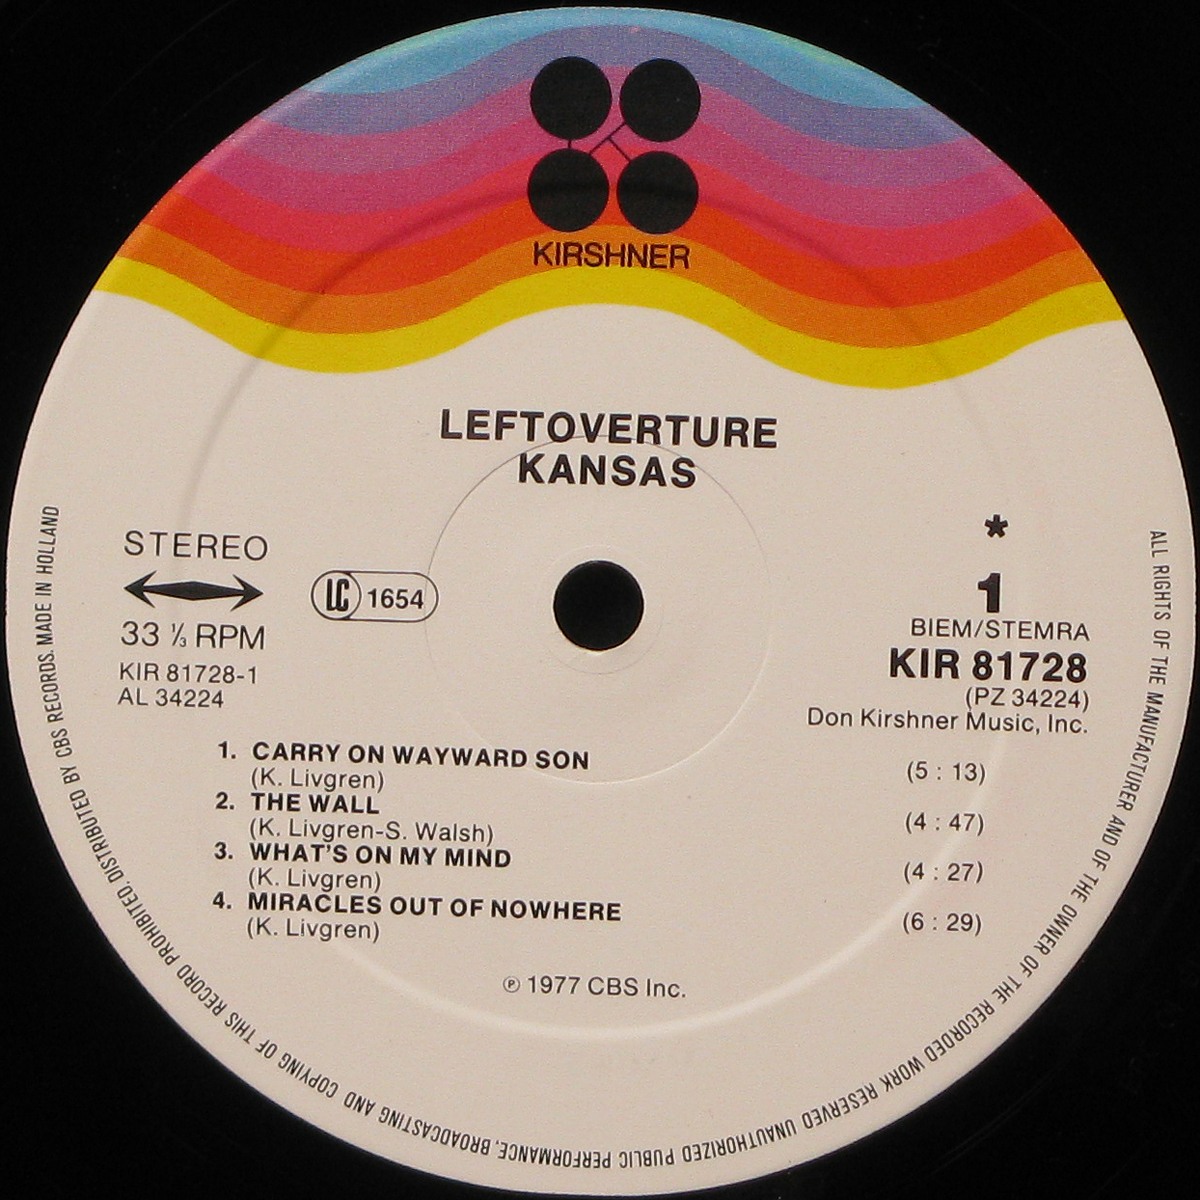 KIRSHNER
LEFTOVERTURE
KANSAS
STEREO
33 ⅓ RPM
KIR 81728-1
AL 34224
LC 1654
*
1
BIEM/STEMRA
KIR 81728
(PZ 34224)
Don Kirshner Music, Inc.
1. CARRY ON WAYWARD SON (5 : 13)
(K. Livgren)
2. THE WALL (4 : 47)
(K. Livgren-S. Walsh)
3. WHAT'S ON MY MIND (4 : 27)
(K. Livgren)
4. MIRACLES OUT OF NOWHERE (6 : 29)
(K. Livgren)
℗ 1977 CBS Inc.
ALL RIGHTS OF THE MANUFACTURER AND OF THE OWNER OF THE RECORDED WORK RESERVED UNAUTHORIZED PUBLIC PERFORMANCE, BROADCASTING AND COPYING OF THIS RECORD PROHIBITED. DISTRIBUTED BY CBS RECORDS. MADE IN HOLLAND